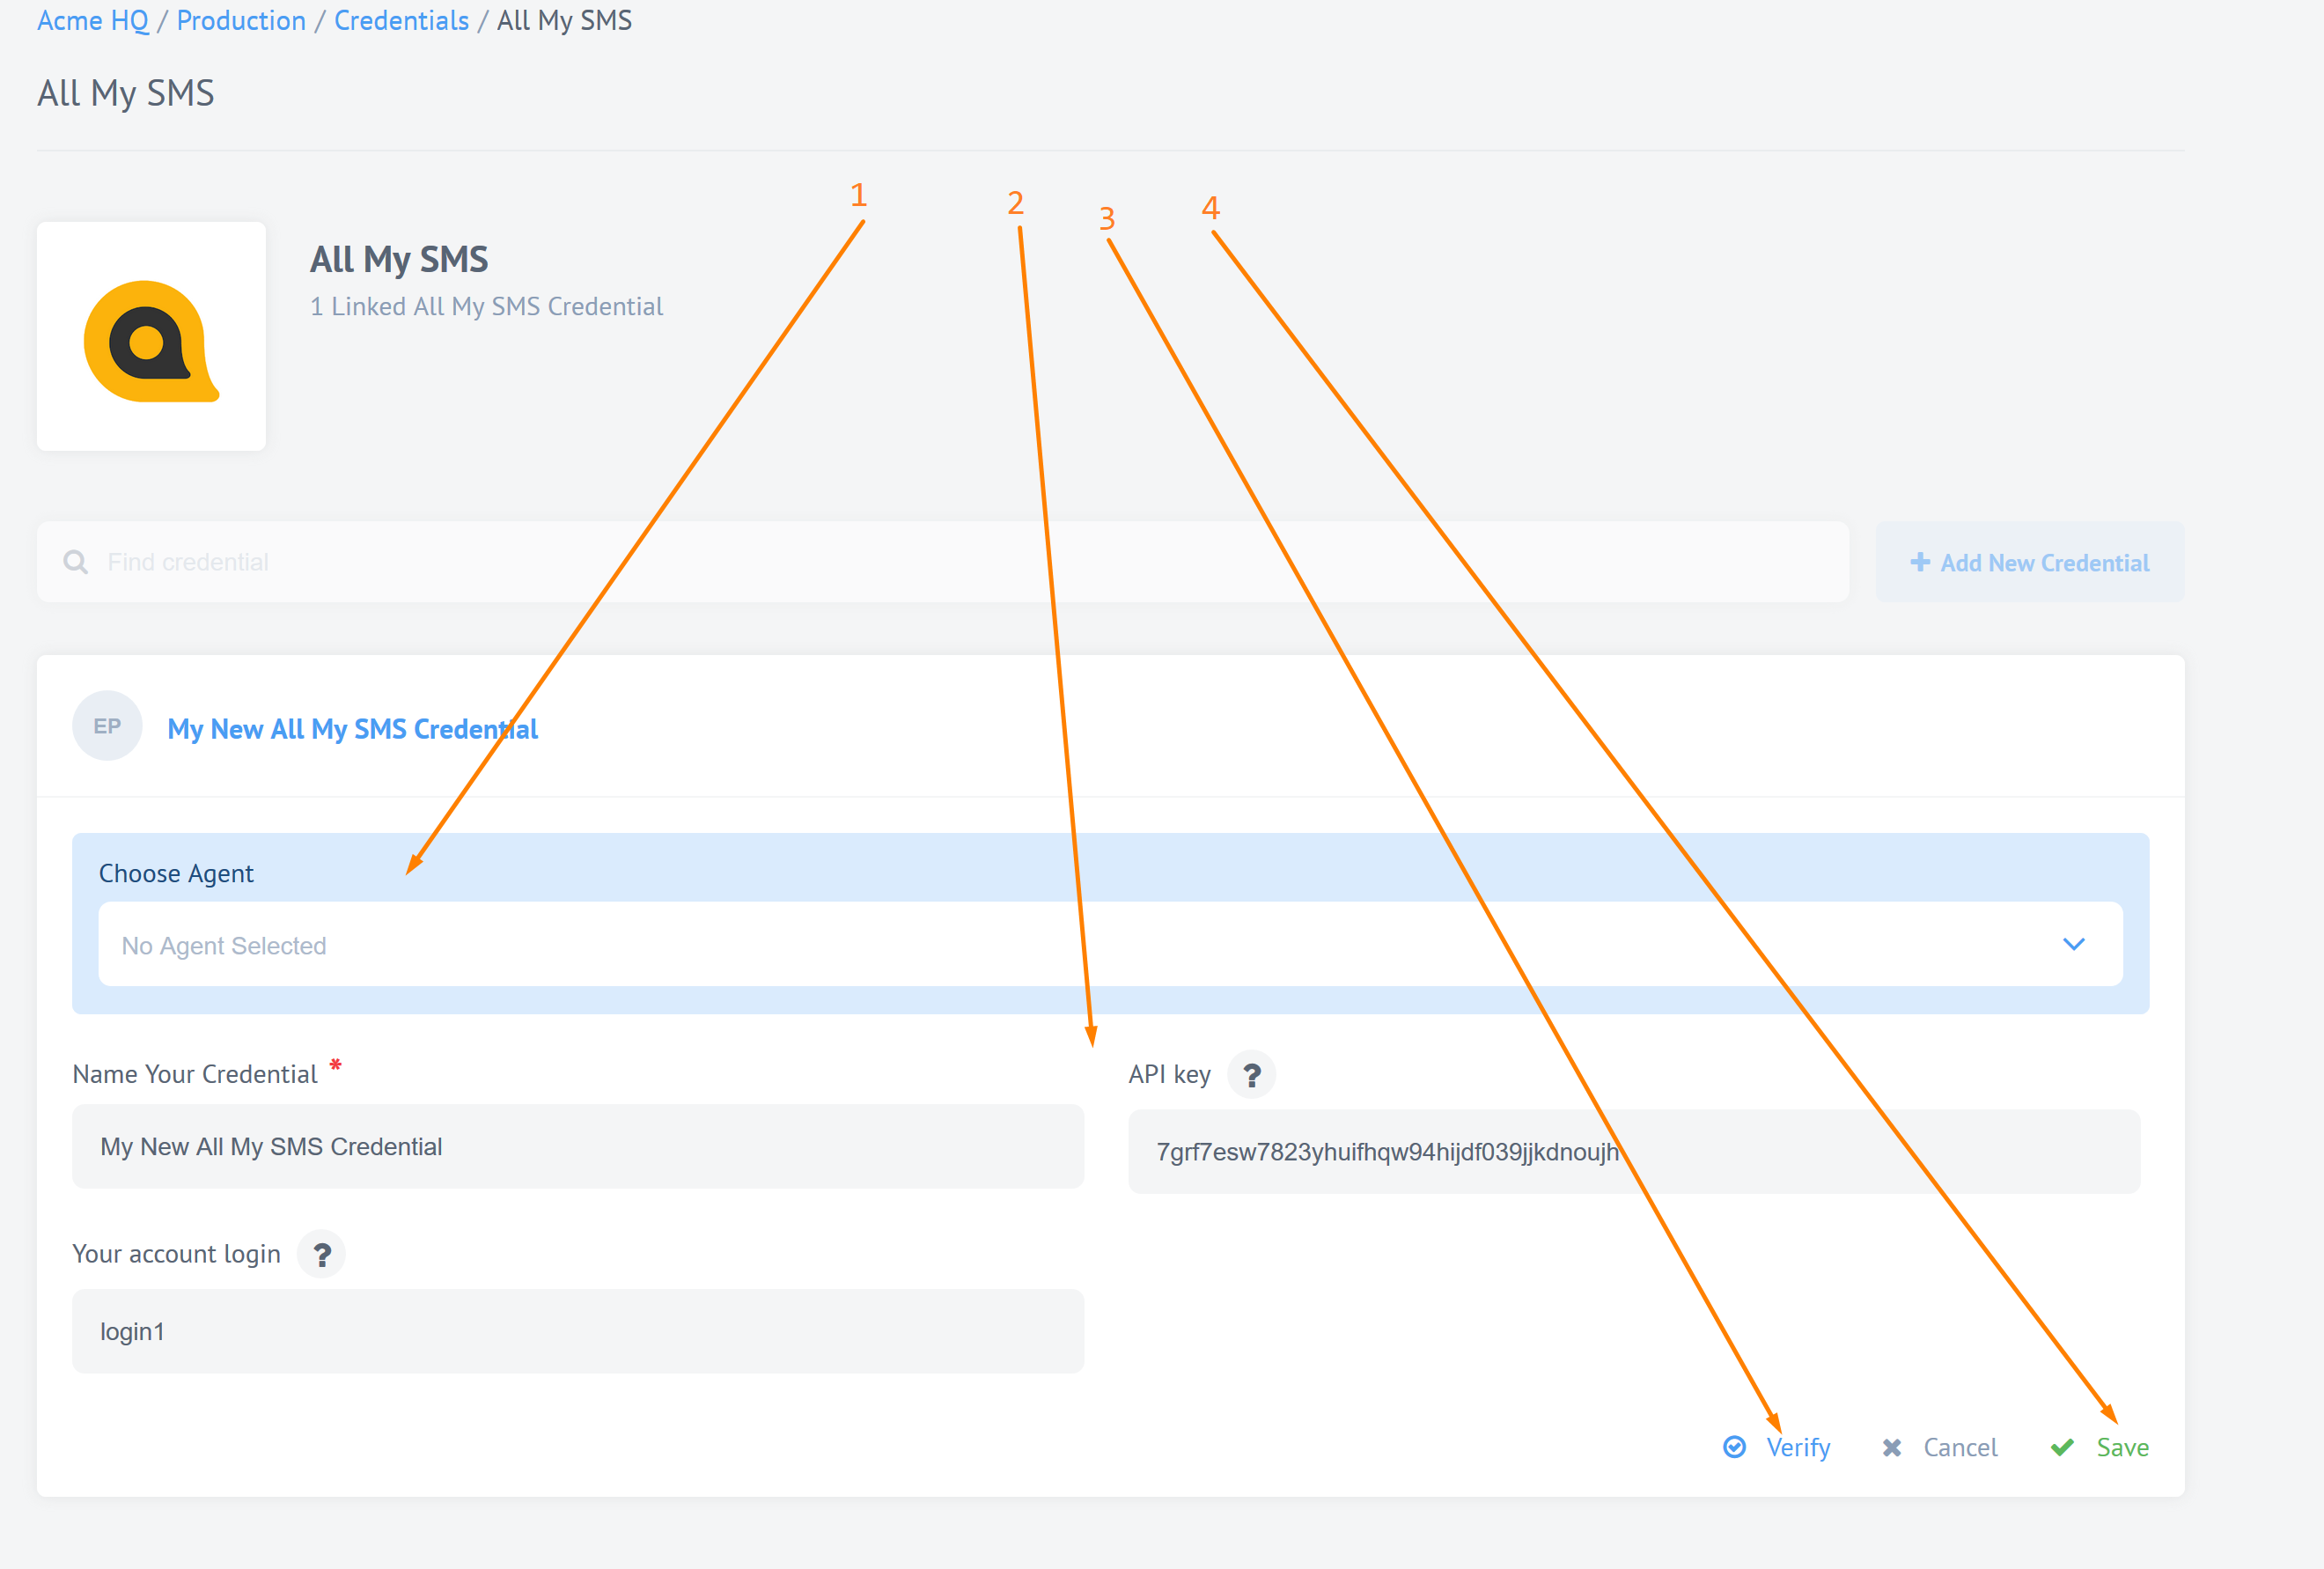 Acme HQ / Production / Credentials / All My SMS
All My SMS
1 2 3 4
All My SMS
1 Linked All My SMS Credential
Find credential
Add New Credential
EP My New All My SMS Credential
Choose Agent
No Agent Selected
Name Your Credential *
My New All My SMS Credential
API key ?
7grf7esw7823yhuifhqw94hijdf039jjkdnoujh
Your account login ?
login1
Verify Cancel Save